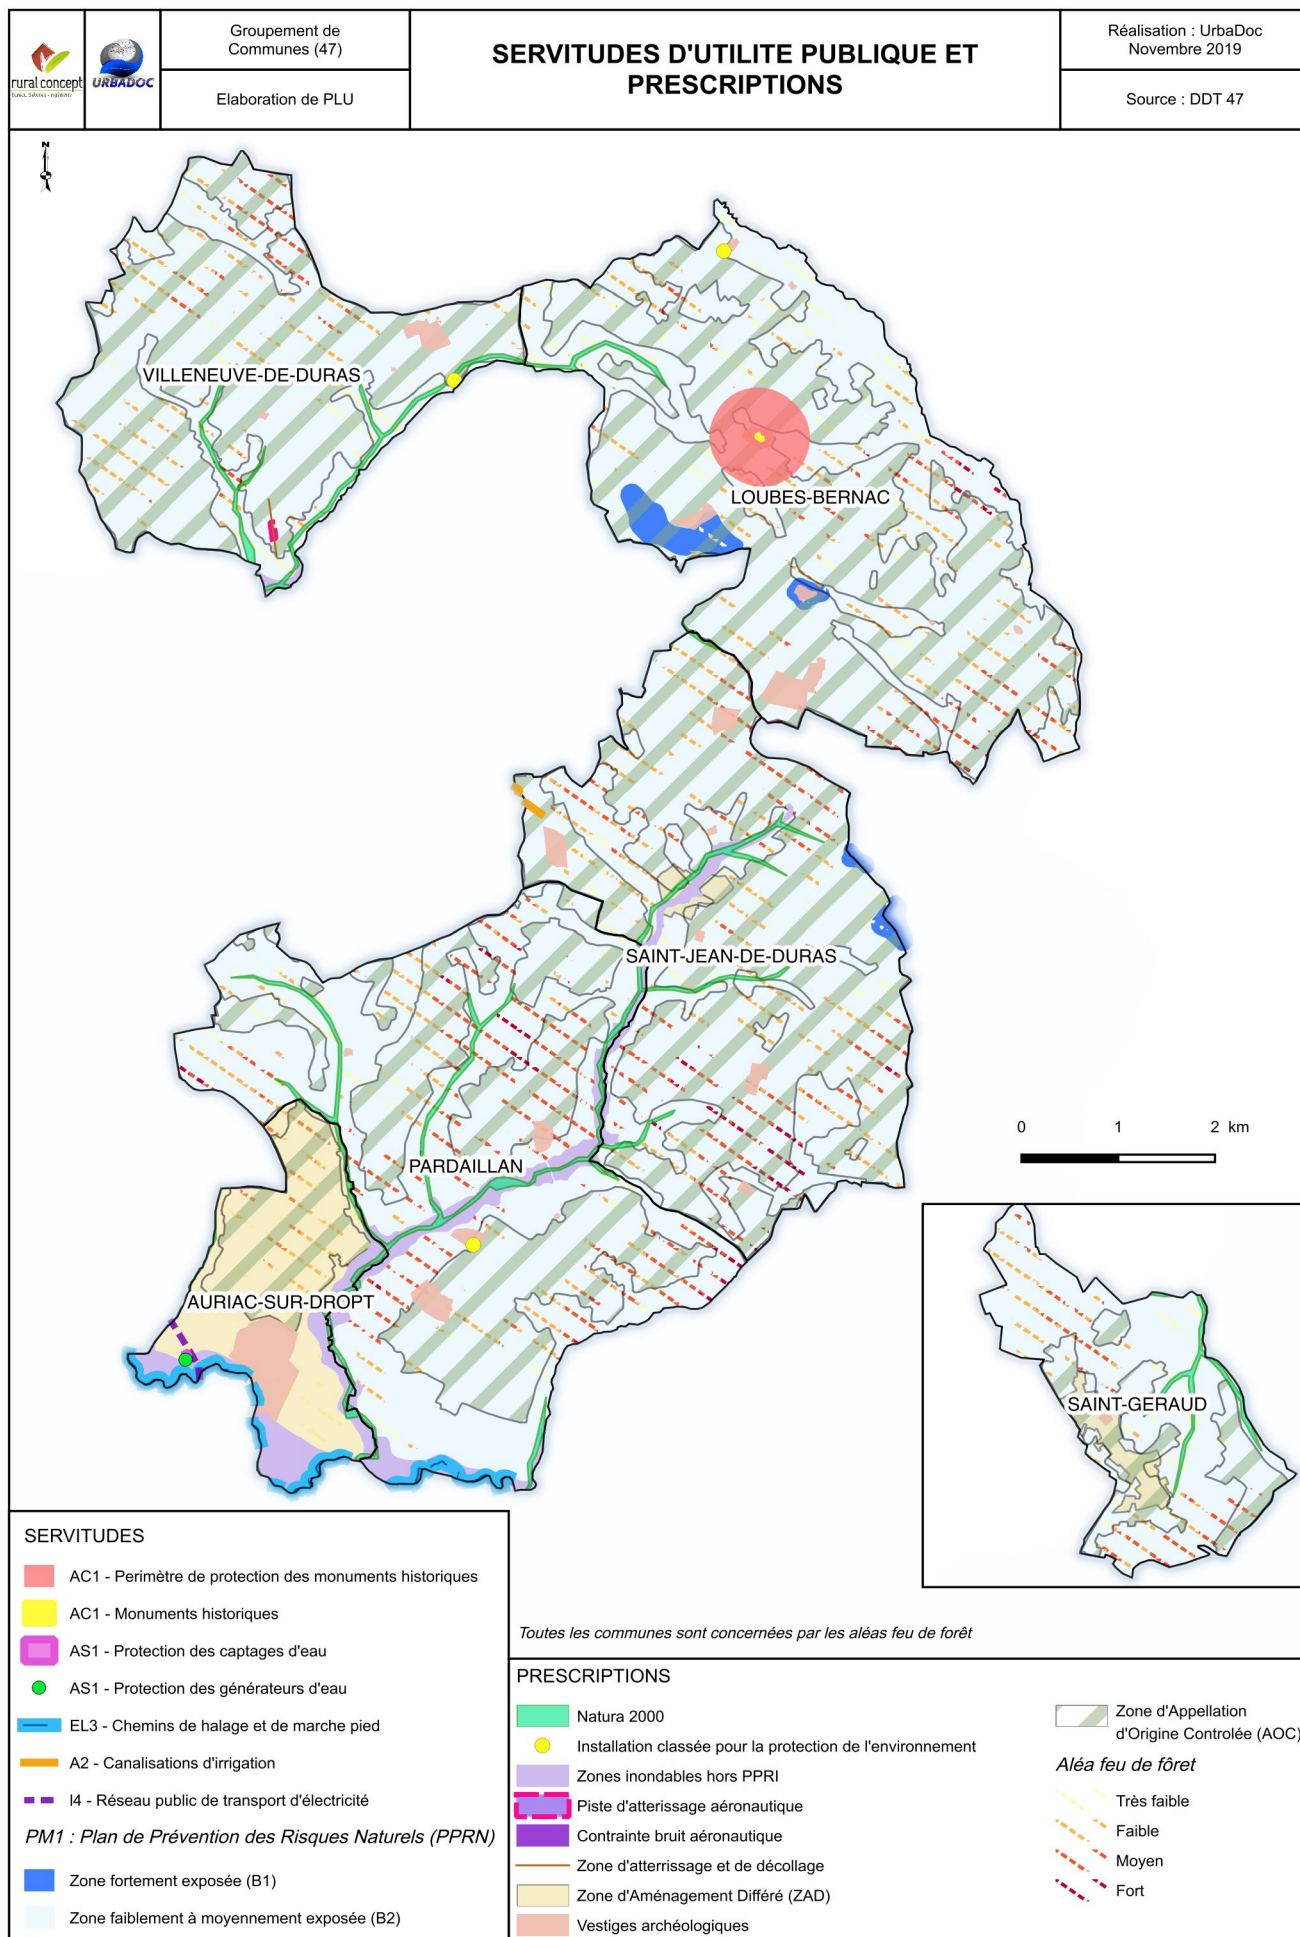 rural concept
URBADOC
Groupement de
Communes (47)
Elaboration de PLU
SERVITUDES D'UTILITE PUBLIQUE ET
PRESCRIPTIONS
Réalisation : UrbaDoc
Novembre 2019
Source : DDT 47
N
VILLENEUVE-DE-DURAS
LOUBES-BERNAC
SAINT-JEAN-DE-DURAS
PARDAILLAN
AURIAC-SUR-DROPT
0 1 2 km
SAINT-GERAUD
SERVITUDES
AC1 - Perimètre de protection des monuments historiques
AC1 - Monuments historiques
AS1 - Protection des captages d'eau
AS1 - Protection des générateurs d'eau
EL3 - Chemins de halage et de marche pied
A2 - Canalisations d'irrigation
I4 - Réseau public de transport d'électricité
PM1 : Plan de Prévention des Risques Naturels (PPRN)
Zone fortement exposée (B1)
Zone faiblement à moyennement exposée (B2)
Toutes les communes sont concernées par les aléas feu de forêt
PRESCRIPTIONS
Natura 2000
Installation classée pour la protection de l'environnement
Zones inondables hors PPRI
Piste d'atterissage aéronautique
Contrainte bruit aéronautique
Zone d'atterrissage et de décollage
Zone d'Aménagement Différé (ZAD)
Vestiges archéologiques
Zone d'Appellation
d'Origine Controlée (AOC)
Aléa feu de fôret
Très faible
Faible
Moyen
Fort